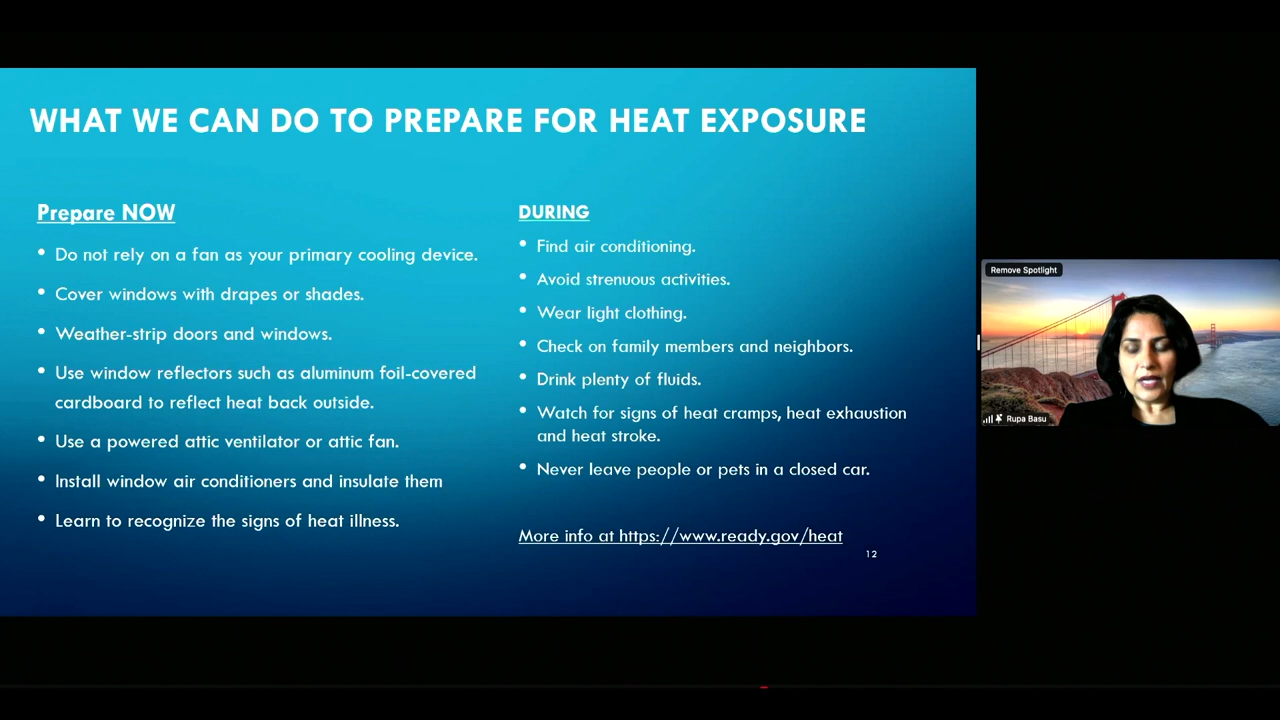 WHAT WE CAN DO TO PREPARE FOR HEAT EXPOSURE
Prepare NOW
• Do not rely on a fan as your primary cooling device.
• Cover windows with drapes or shades.
• Weather-strip doors and windows.
• Use window reflectors such as aluminum foil-covered
cardboard to reflect heat back outside.
• Use a powered attic ventilator or attic fan.
• Install window air conditioners and insulate them
• Learn to recognize the signs of heat illness.
DURING
• Find air conditioning.
• Avoid strenuous activities.
• Wear light clothing.
• Check on family members and neighbors.
• Drink plenty of fluids.
• Watch for signs of heat cramps, heat exhaustion
and heat stroke.
• Never leave people or pets in a closed car.
More info at https://www.ready.gov/heat
12
Remove Spotlight
Rupa Basu